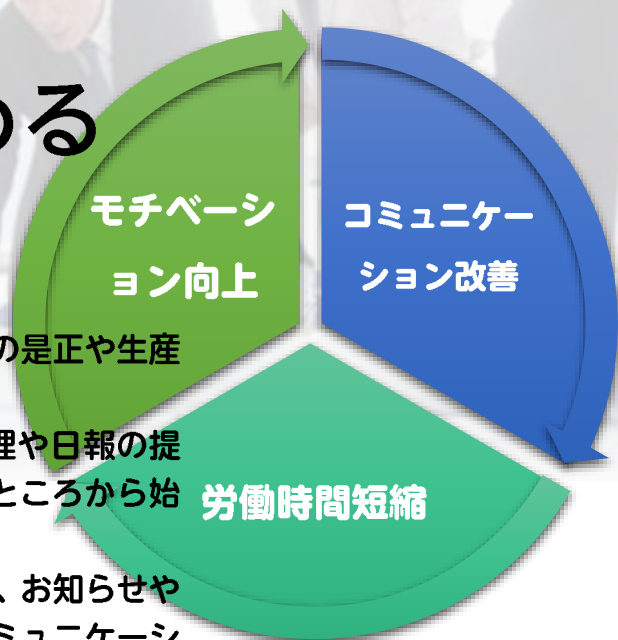 める
モチベーシ
ョン向上
コミュニケー
ション改善
の是正や生産
理や日報の提
ところから始
労働時間短縮
、お知らせや
ミュニケーシ